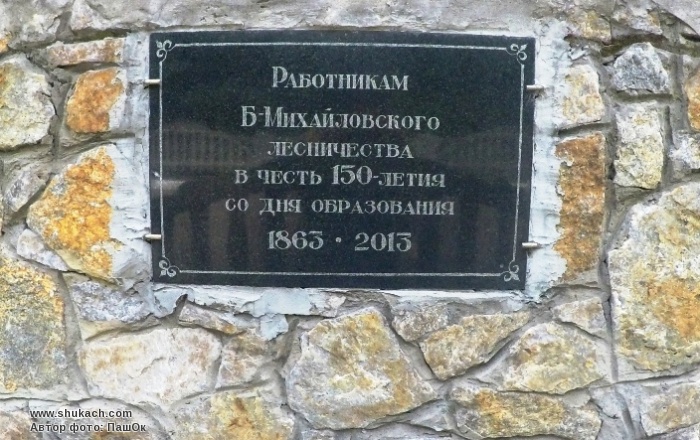 Работникам
Б-Михайловского
лесничества
в честь 150-летия
со дня образования
1863 · 2013
www.shukach.com
Автор фото: ПашОк